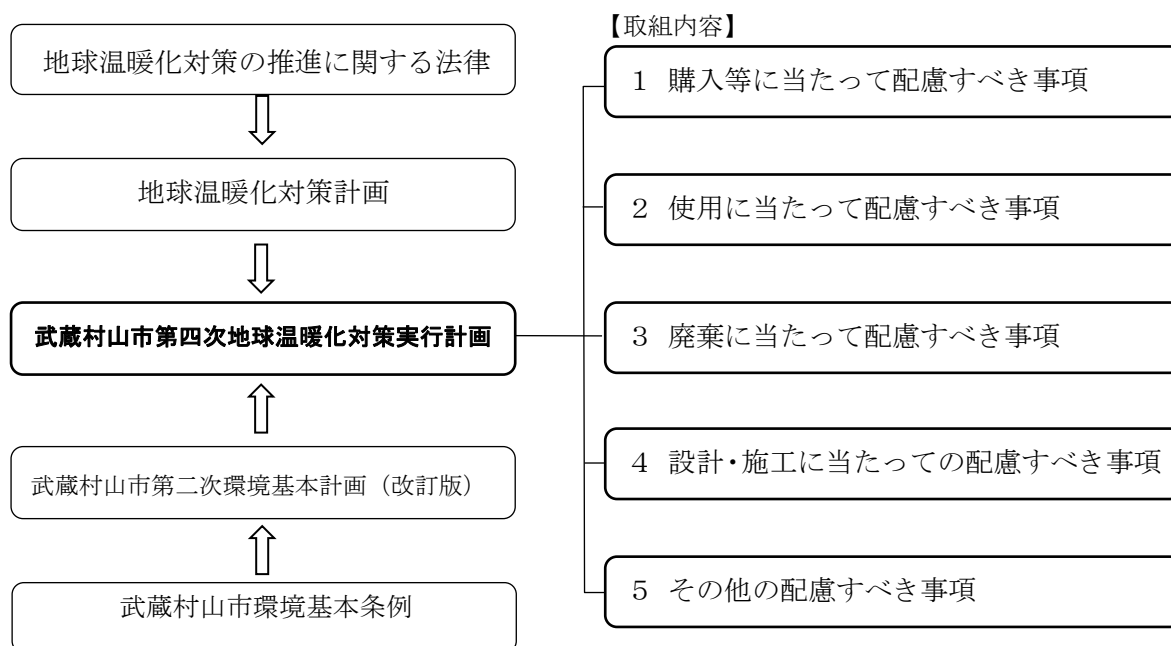 地球温暖化対策の推進に関する法律
地球温暖化対策計画
武蔵村山市第四次地球温暖化対策実行計画
武蔵村山市第二次環境基本計画（改訂版）
武蔵村山市環境基本条例
【取組内容】
１ 購入等に当たって配慮すべき事項
２ 使用に当たって配慮すべき事項
３ 廃棄に当たって配慮すべき事項
４ 設計・施工に当たっての配慮すべき事項
５ その他の配慮すべき事項